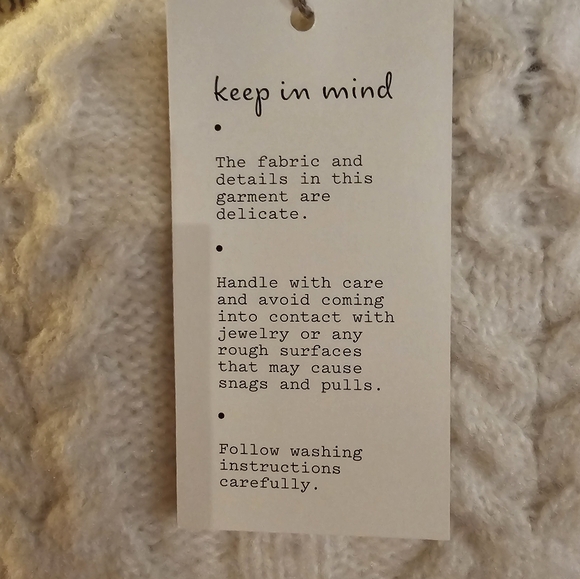 keep in mind
•
The fabric and
details in this
garment are
delicate.
•
Handle with care
and avoid coming
into contact with
jewelry or any
rough surfaces
that may cause
snags and pulls.
•
Follow washing
instructions
carefully.